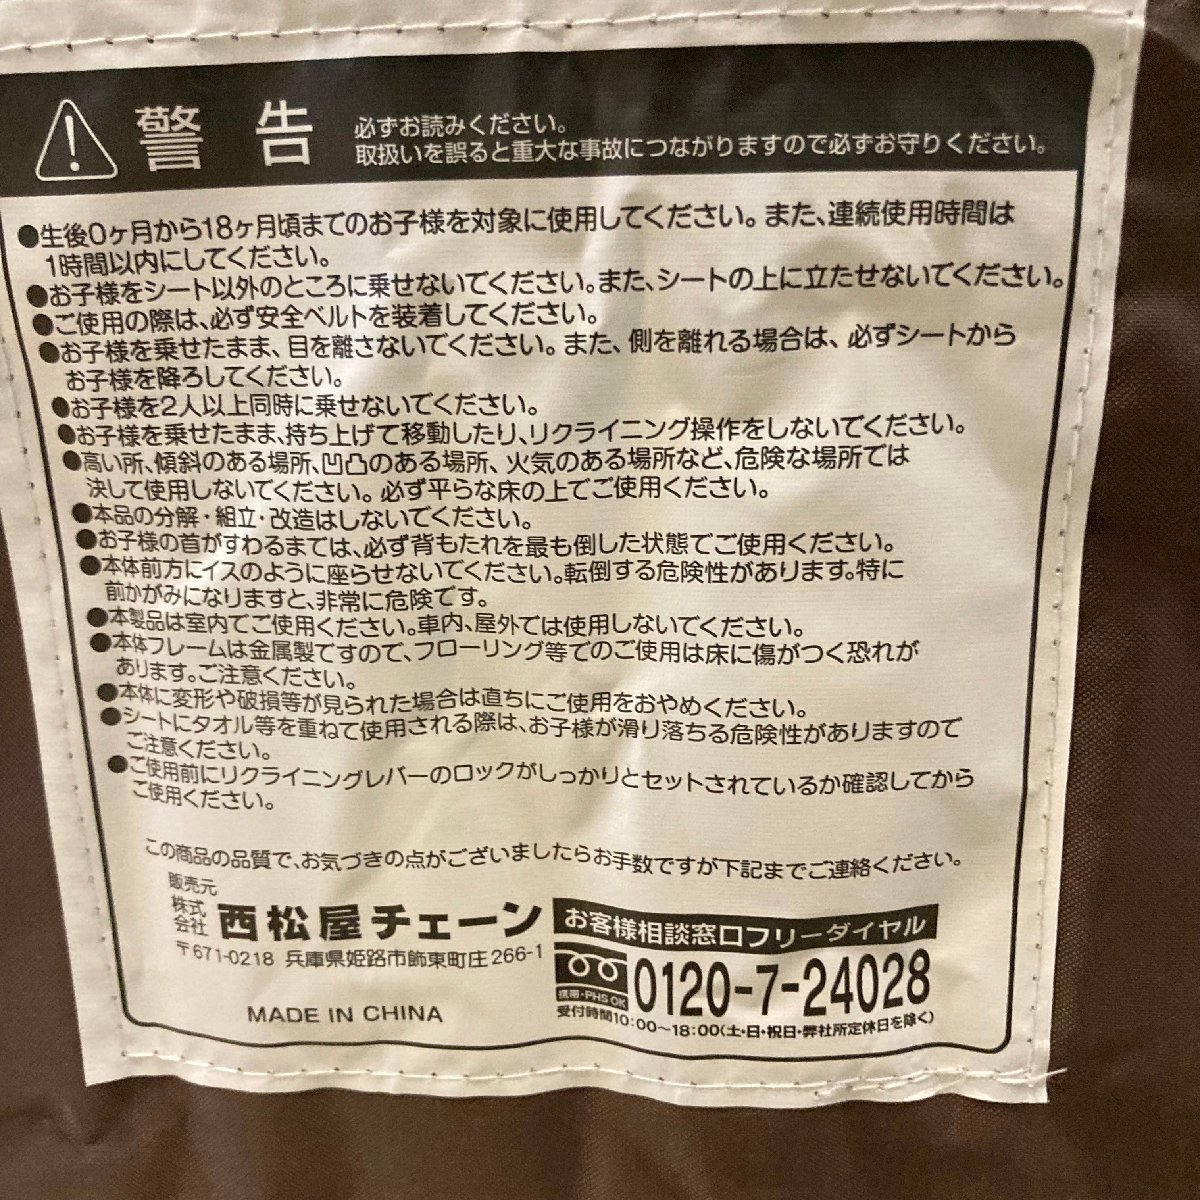 警告
必ずお読みください。
取扱いを誤ると重大な事故につながりますので必ずお守りください。
●生後0ヶ月から18ヶ月頃までのお子様を対象に使用してください。また、連続使用時間は
1時間以内にしてください。
●お子様をシート以外のところに乗せないでください。また、シートの上に立たせないでください。
●ご使用の際は、必ず安全ベルトを装着してください。
●お子様を乗せたまま、目を離さないでください。また、側を離れる場合は、必ずシートから
お子様を降ろしてください。
●お子様を2人以上同時に乗せないでください。
●お子様を乗せたまま、持ち上げて移動したり、リクライニング操作をしないでください。
●高い所、傾斜のある場所、凹凸のある場所、火気のある場所など、危険な場所では
決して使用しないでください。必ず平らな床の上でご使用ください。
●本品の分解・組立・改造はしないでください。
●お子様の首がすわるまでは、必ず背もたれを最も倒した状態でご使用ください。
●本体前方にイスのように座らせないでください。転倒する危険性があります。特に
前かがみになりますと、非常に危険です。
●本製品は室内でご使用ください。車内、屋外では使用しないでください。
●本体フレームは金属製ですので、フローリング等でのご使用は床に傷がつく恐れが
あります。ご注意ください。
●本体に変形や破損等が見られた場合は直ちにご使用をおやめください。
●シートにタオル等を重ねて使用される際は、お子様が滑り落ちる危険性がありますので
ご注意ください。
●ご使用前にリクライニングレバーのロックがしっかりとセットされているか確認してから
ご使用ください。
この商品の品質で、お気づきの点がございましたらお手数ですが下記までご連絡ください。
販売元
株式会社 西松屋チェーン
〒671-0218 兵庫県姫路市飾東町庄266-1
MADE IN CHINA
お客様相談窓口フリーダイヤル
携帯・PHS OK
0120-7-24028
受付時間10:00〜18:00(土・日・祝日・弊社所定休日を除く)